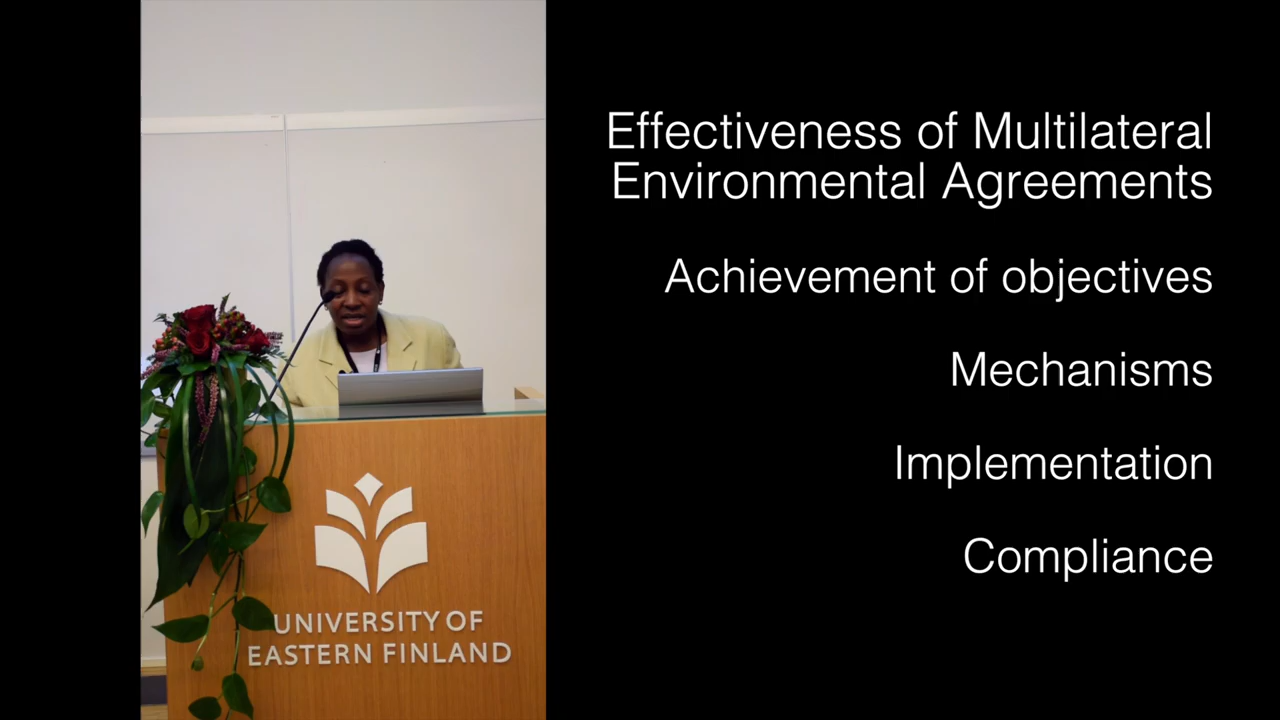 Effectiveness of Multilateral
Environmental Agreements
Achievement of objectives
Mechanisms
Implementation
Compliance
UNIVERSITY OF
EASTERN FINLAND